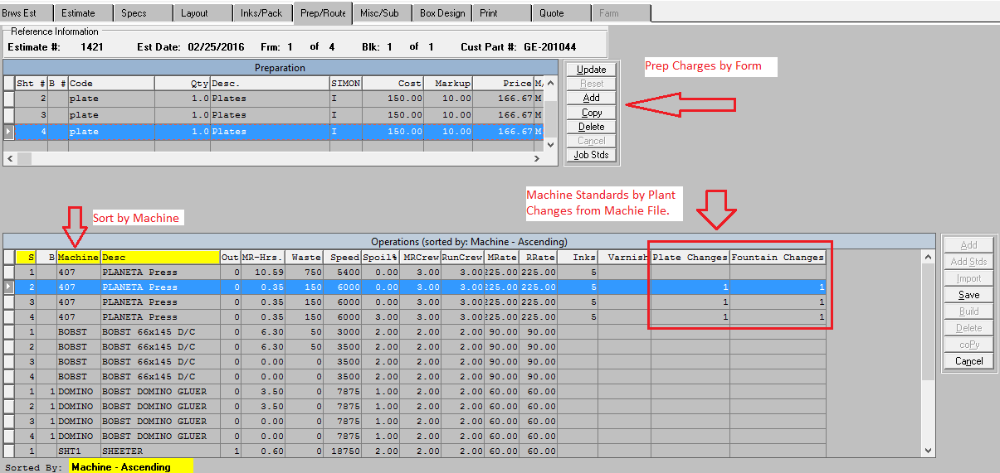 Brws Est Estimate Specs Layout Inks/Pack Prep/Route Misc/Sub Box Design Print Quote Farm
Reference Information
Estimate #: 1421 Est Date: 02/25/2016 Frm: 1 of 4 Blk: 1 of 1 Cust Part #: GE-201044
Preparation
Sht # B # Code Qty Desc. SIMON Cost Markup Price M/
2 plate 1.0 Plates I 150.00 10.00 166.67 M
3 plate 1.0 Plates I 150.00 10.00 166.67 M
4 plate 1.0 Plates I 150.00 10.00 166.67 M
Update
Reset
Add
Copy
Delete
Cancel
Job Stds
Prep Charges by Form
Sort by Machine
Machine Standards by Plant
Changes from Machie File.
Operations (sorted by: Machine - Ascending)
S B Machine Desc Out MR-Hrs. Waste Speed Spoil% MRCrew RunCrew MRate RRate Inks Varnish Plate Changes Fountain Changes
1 407 PLANETA Press 0 10.59 750 5400 0.00 3.00 3.00 225.00 225.00 5
2 407 PLANETA Press 0 0.35 150 6000 0.00 3.00 3.00 225.00 225.00 5 1 1
3 407 PLANETA Press 0 0.35 150 6000 0.00 3.00 3.00 225.00 225.00 5 1 1
4 407 PLANETA Press 0 0.35 150 6000 3.00 3.00 3.00 225.00 225.00 5 1 1
1 BOBST BOBST 66x145 D/C 0 6.30 50 3000 2.00 2.00 2.00 90.00 90.00
2 BOBST BOBST 66x145 D/C 0 6.30 50 3500 2.00 2.00 2.00 90.00 90.00
3 BOBST BOBST 66x145 D/C 0 0.00 0 3500 2.00 2.00 2.00 90.00 90.00
4 BOBST BOBST 66x145 D/C 0 0.00 0 3500 2.00 2.00 2.00 90.00 90.00
1 1 DOMINO BOBST DOMINO GLUER 0 3.50 0 7875 1.00 2.00 2.00 60.00 60.00
2 1 DOMINO BOBST DOMINO GLUER 0 3.50 0 7875 1.00 2.00 2.00 60.00 60.00
3 1 DOMINO BOBST DOMINO GLUER 0 0.00 0 7875 1.00 2.00 2.00 60.00 60.00
4 1 DOMINO BOBST DOMINO GLUER 0 0.00 0 7875 1.00 2.00 2.00 60.00 60.00
1 SHT1 SHEETER 1 0.60 0 18750 2.00 2.00 2.00 60.00 60.00
Add
Add Stds
Import
Save
Build
Delete
coPy
Cancel
Sorted By: Machine - Ascending